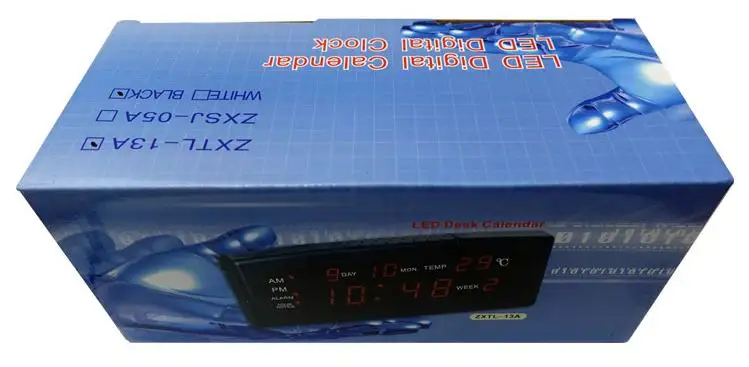 LED Digital Calendar
LED Digital Clock
ZXTL-13A
ZXSJ-05A
WHITE BLACK
LED Desk Calendar
AM 9 DAY 10 MON TEMP 29 ℃
PM
ALARM 10:48 WEEK 2
ZXTL-13A